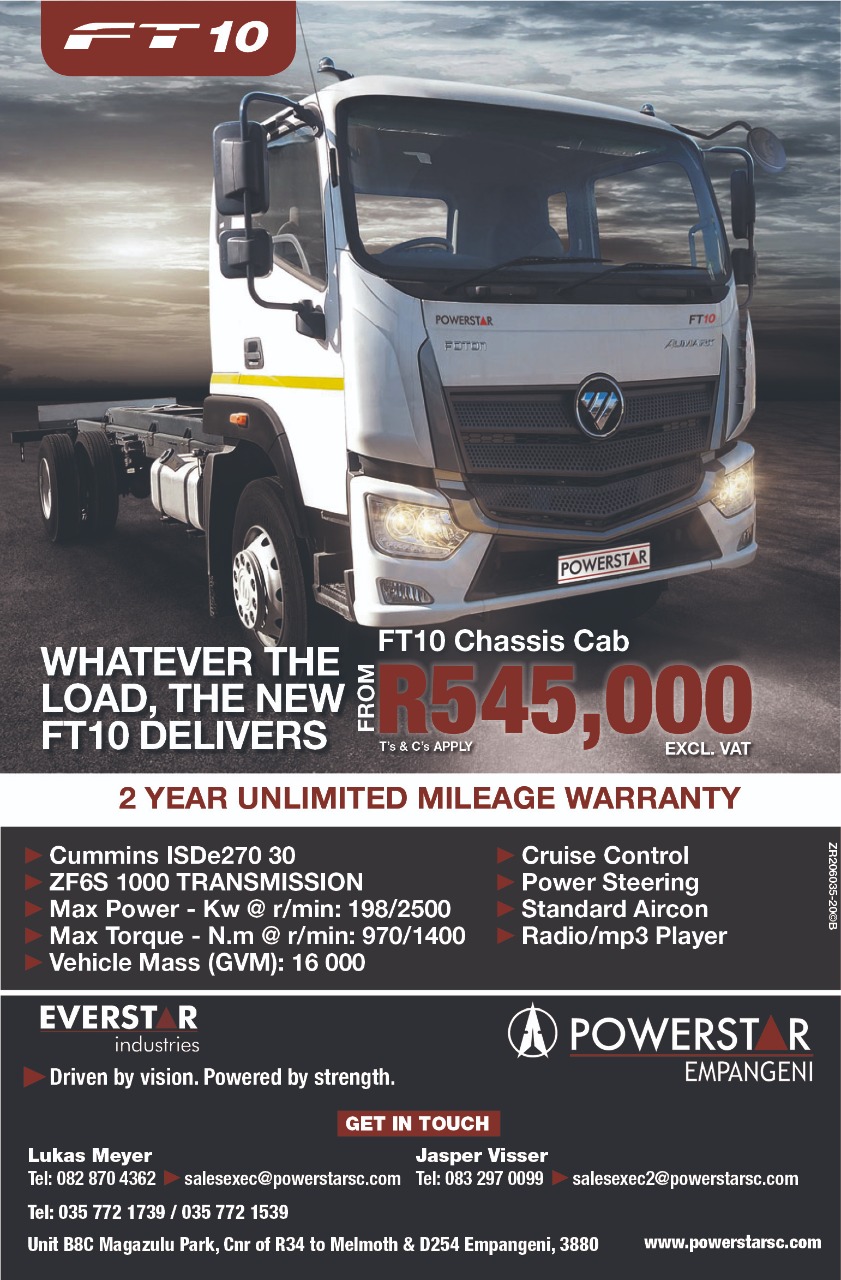 FT 10
POWERSTAR
FT10
FOTON
AUMARK
POWERSTAR
WHATEVER THE
LOAD, THE NEW
FT10 DELIVERS
FT10 Chassis Cab
FROM
R545,000
T's & C's APPLY
EXCL. VAT
2 YEAR UNLIMITED MILEAGE WARRANTY
Cummins ISDe270 30
ZF6S 1000 TRANSMISSION
Max Power - Kw @ r/min: 198/2500
Max Torque - N.m @ r/min: 970/1400
Vehicle Mass (GVM): 16 000
Cruise Control
Power Steering
Standard Aircon
Radio/mp3 Player
ZR206035-20©B
EVERSTAR
industries
Driven by vision. Powered by strength.
POWERSTAR
EMPANGENI
GET IN TOUCH
Lukas Meyer
Tel: 082 870 4362 salesexec@powerstarsc.com
Jasper Visser
Tel: 083 297 0099 salesexec2@powerstarsc.com
Tel: 035 772 1739 / 035 772 1539
Unit B8C Magazulu Park, Cnr of R34 to Melmoth & D254 Empangeni, 3880
www.powerstarsc.com